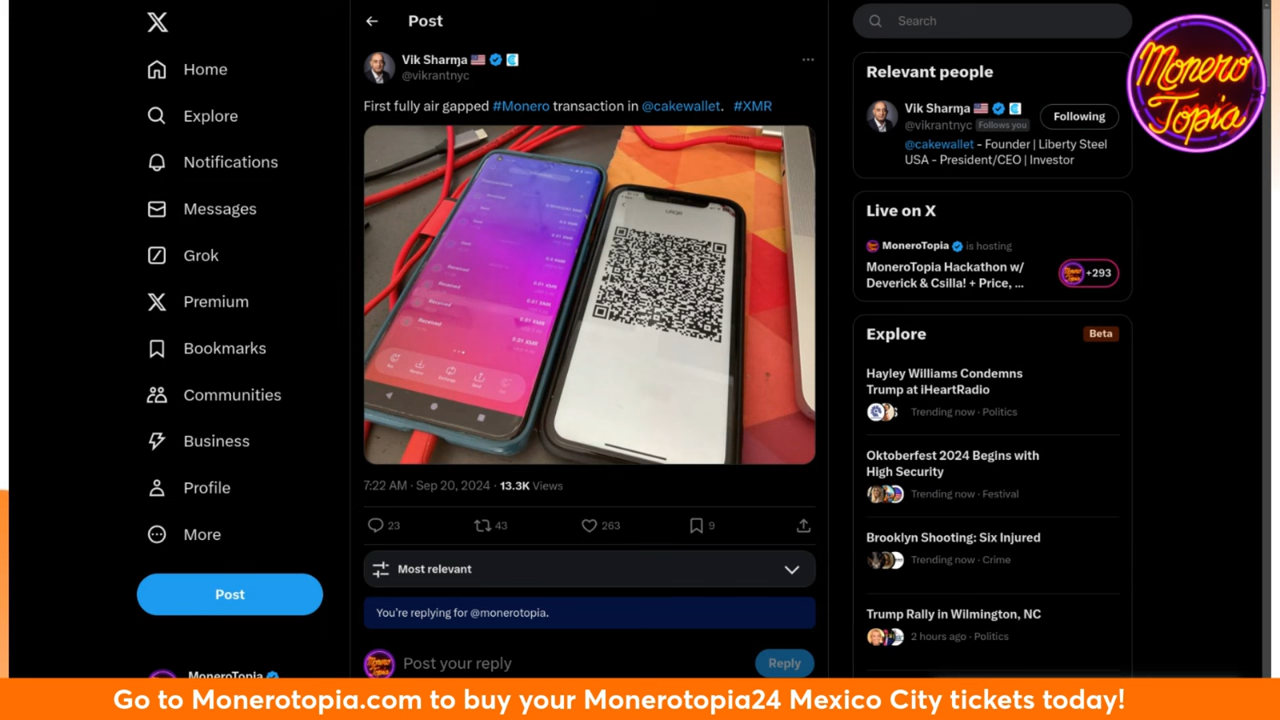 Home
Explore
Notifications
Messages
Grok
Premium
Bookmarks
Communities
Business
Profile
More
Post
MoneroTopia
Post
Vik Sharma
@vikrantnyc
First fully air gapped #Monero transaction in @cakewallet. #XMR
URQR
Received
Received
Received
Received
7:22 AM · Sep 20, 2024 · 13.3K Views
23
43
263
9
Most relevant
You're replying for @monerotopia.
Post your reply
Reply
Search
Relevant people
Vik Sharma
@vikrantnyc Follows you
Following
@cakewallet - Founder | Liberty Steel
USA - President/CEO | Investor
Live on X
MoneroTopia is hosting
MoneroTopia Hackathon w/
Deverick & Csilla! + Price, ...
+293
Explore
Beta
Hayley Williams Condemns
Trump at iHeartRadio
Trending now · Politics
Oktoberfest 2024 Begins with
High Security
Trending now · Festival
Brooklyn Shooting: Six Injured
Trending now · Crime
Trump Rally in Wilmington, NC
2 hours ago · Politics
Monero
Topia
Go to Monerotopia.com to buy your Monerotopia24 Mexico City tickets today!